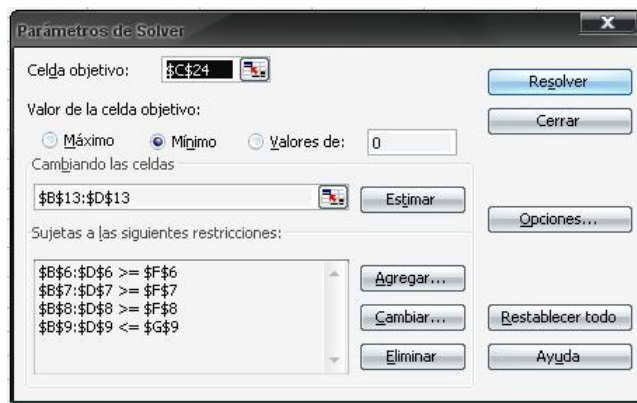 Parámetros de Solver
X
Celda objetivo: $C$24
Valor de la celda objetivo:
Máximo Mínimo Valores de: 0
Cambiando las celdas
$B$13:$D$13
Estimar
Sujetas a las siguientes restricciones:
$B$6:$D$6 >= $F$6
$B$7:$D$7 >= $F$7
$B$8:$D$8 >= $F$8
$B$9:$D$9 <= $G$9
Agregar...
Cambiar...
Eliminar
Resolver
Cerrar
Opciones...
Restablecer todo
Ayuda